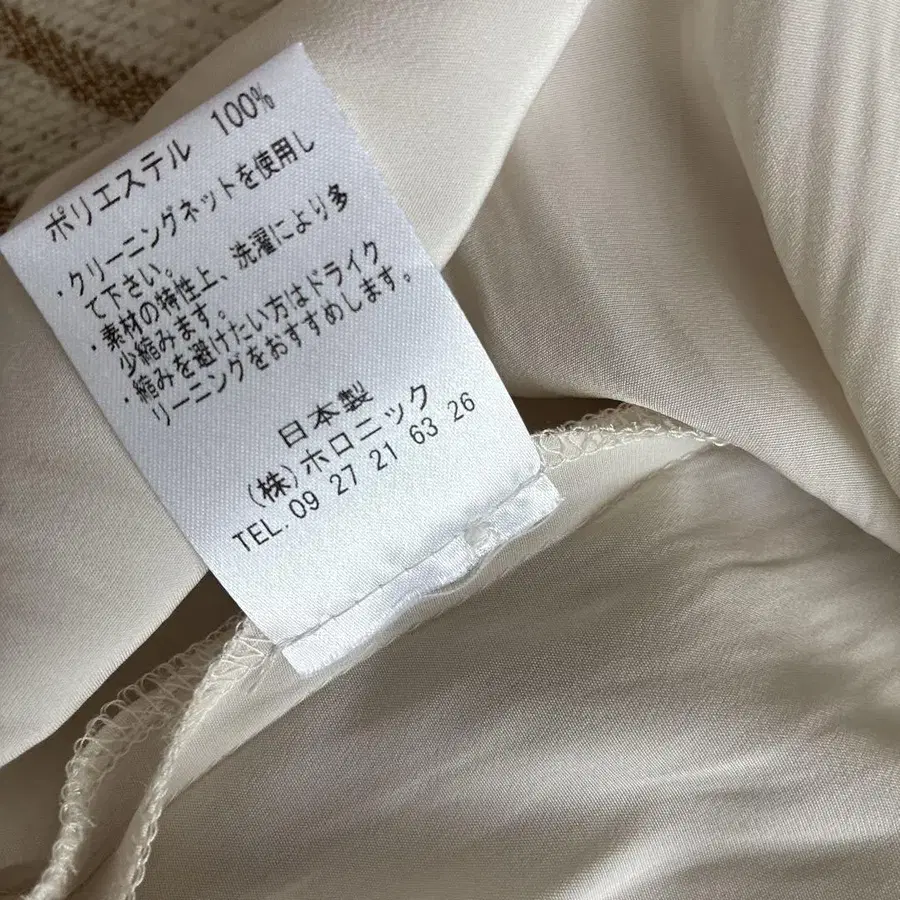 ポリエステル 100%
・クリーニングネットを使用し
て下さい。
・素材の特性上、洗濯により多
少縮みます。
・縮みを避けたい方はドライク
リーニングをおすすめします。
日本製
(株)ホロニック
TEL.09 27 21 63 26